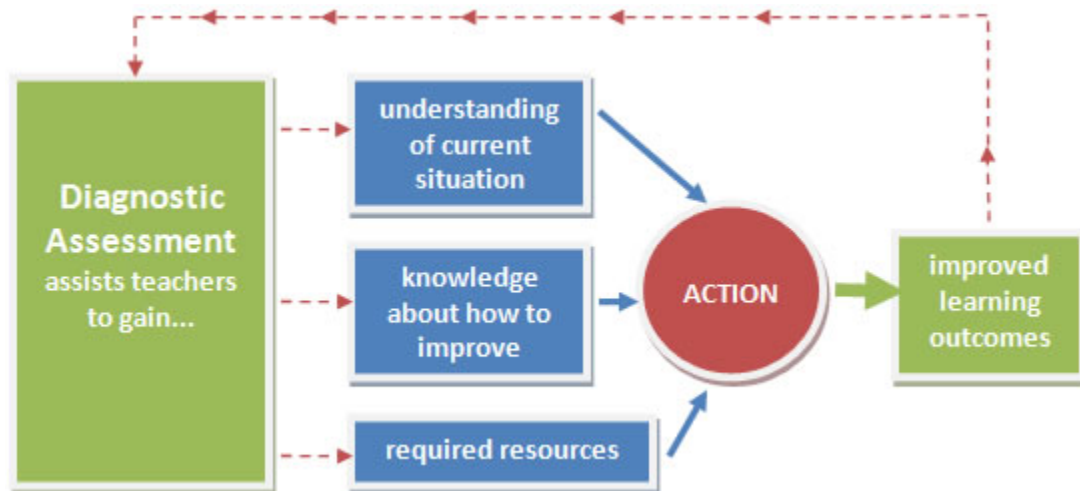 Diagnostic
Assessment
assists teachers
to gain...
understanding
of current
situation
knowledge
about how to
improve
required resources
ACTION
improved
learning
outcomes